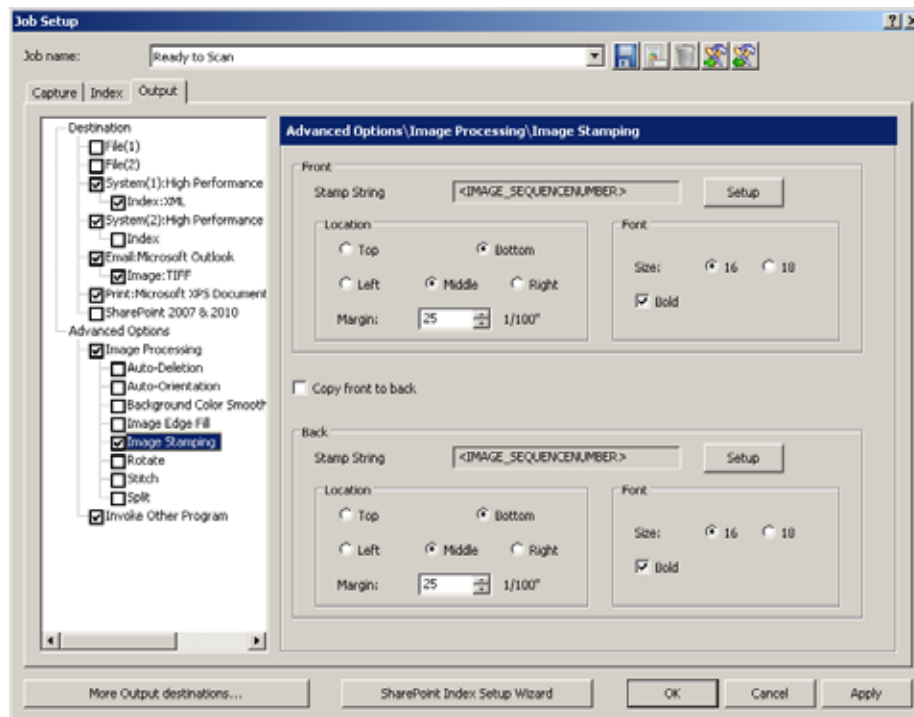 Job Setup
Job name: Ready to Scan
Capture Index Output
Destination
File(1)
File(2)
System(1):High Performance
Index:XML
System(2):High Performance
Index
Email:Microsoft Outlook
Image:TIFF
Print:Microsoft XPS Document
SharePoint 2007 & 2010
Advanced Options
Image Processing
Auto-Deletion
Auto-Orientation
Background Color Smooth
Image Edge Fill
Image Stamping
Rotate
Stitch
Split
Invoke Other Program
Advanced Options\Image Processing\Image Stamping
Front
Stamp String <IMAGE_SEQUENCENUMBER> Setup
Location
Top Bottom
Left Middle Right
Margin: 25 1/100"
Font
Size: 16 18
Bold
Copy front to back
Back
Stamp String <IMAGE_SEQUENCENUMBER> Setup
Location
Top Bottom
Left Middle Right
Margin: 25 1/100"
Font
Size: 16 18
Bold
More Output destinations... SharePoint Index Setup Wizard OK Cancel Apply